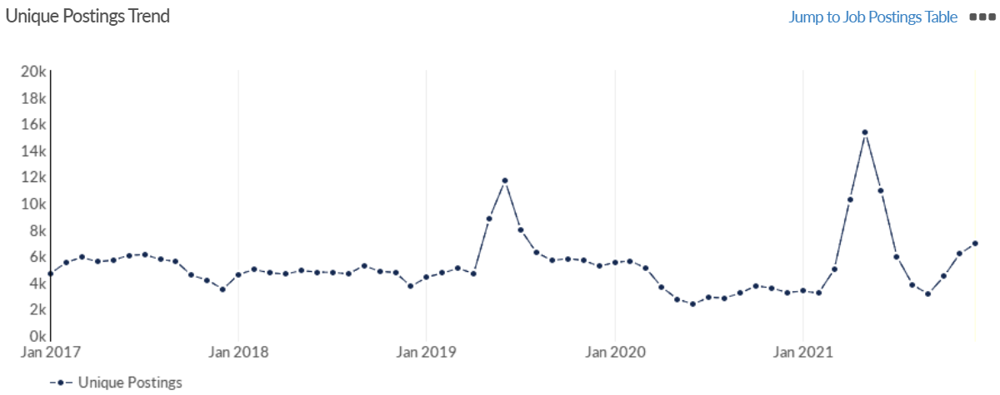 Unique Postings Trend
Jump to Job Postings Table
20k
18k
16k
14k
12k
10k
8k
6k
4k
2k
0k
Jan 2017 Jan 2018 Jan 2019 Jan 2020 Jan 2021
Unique Postings